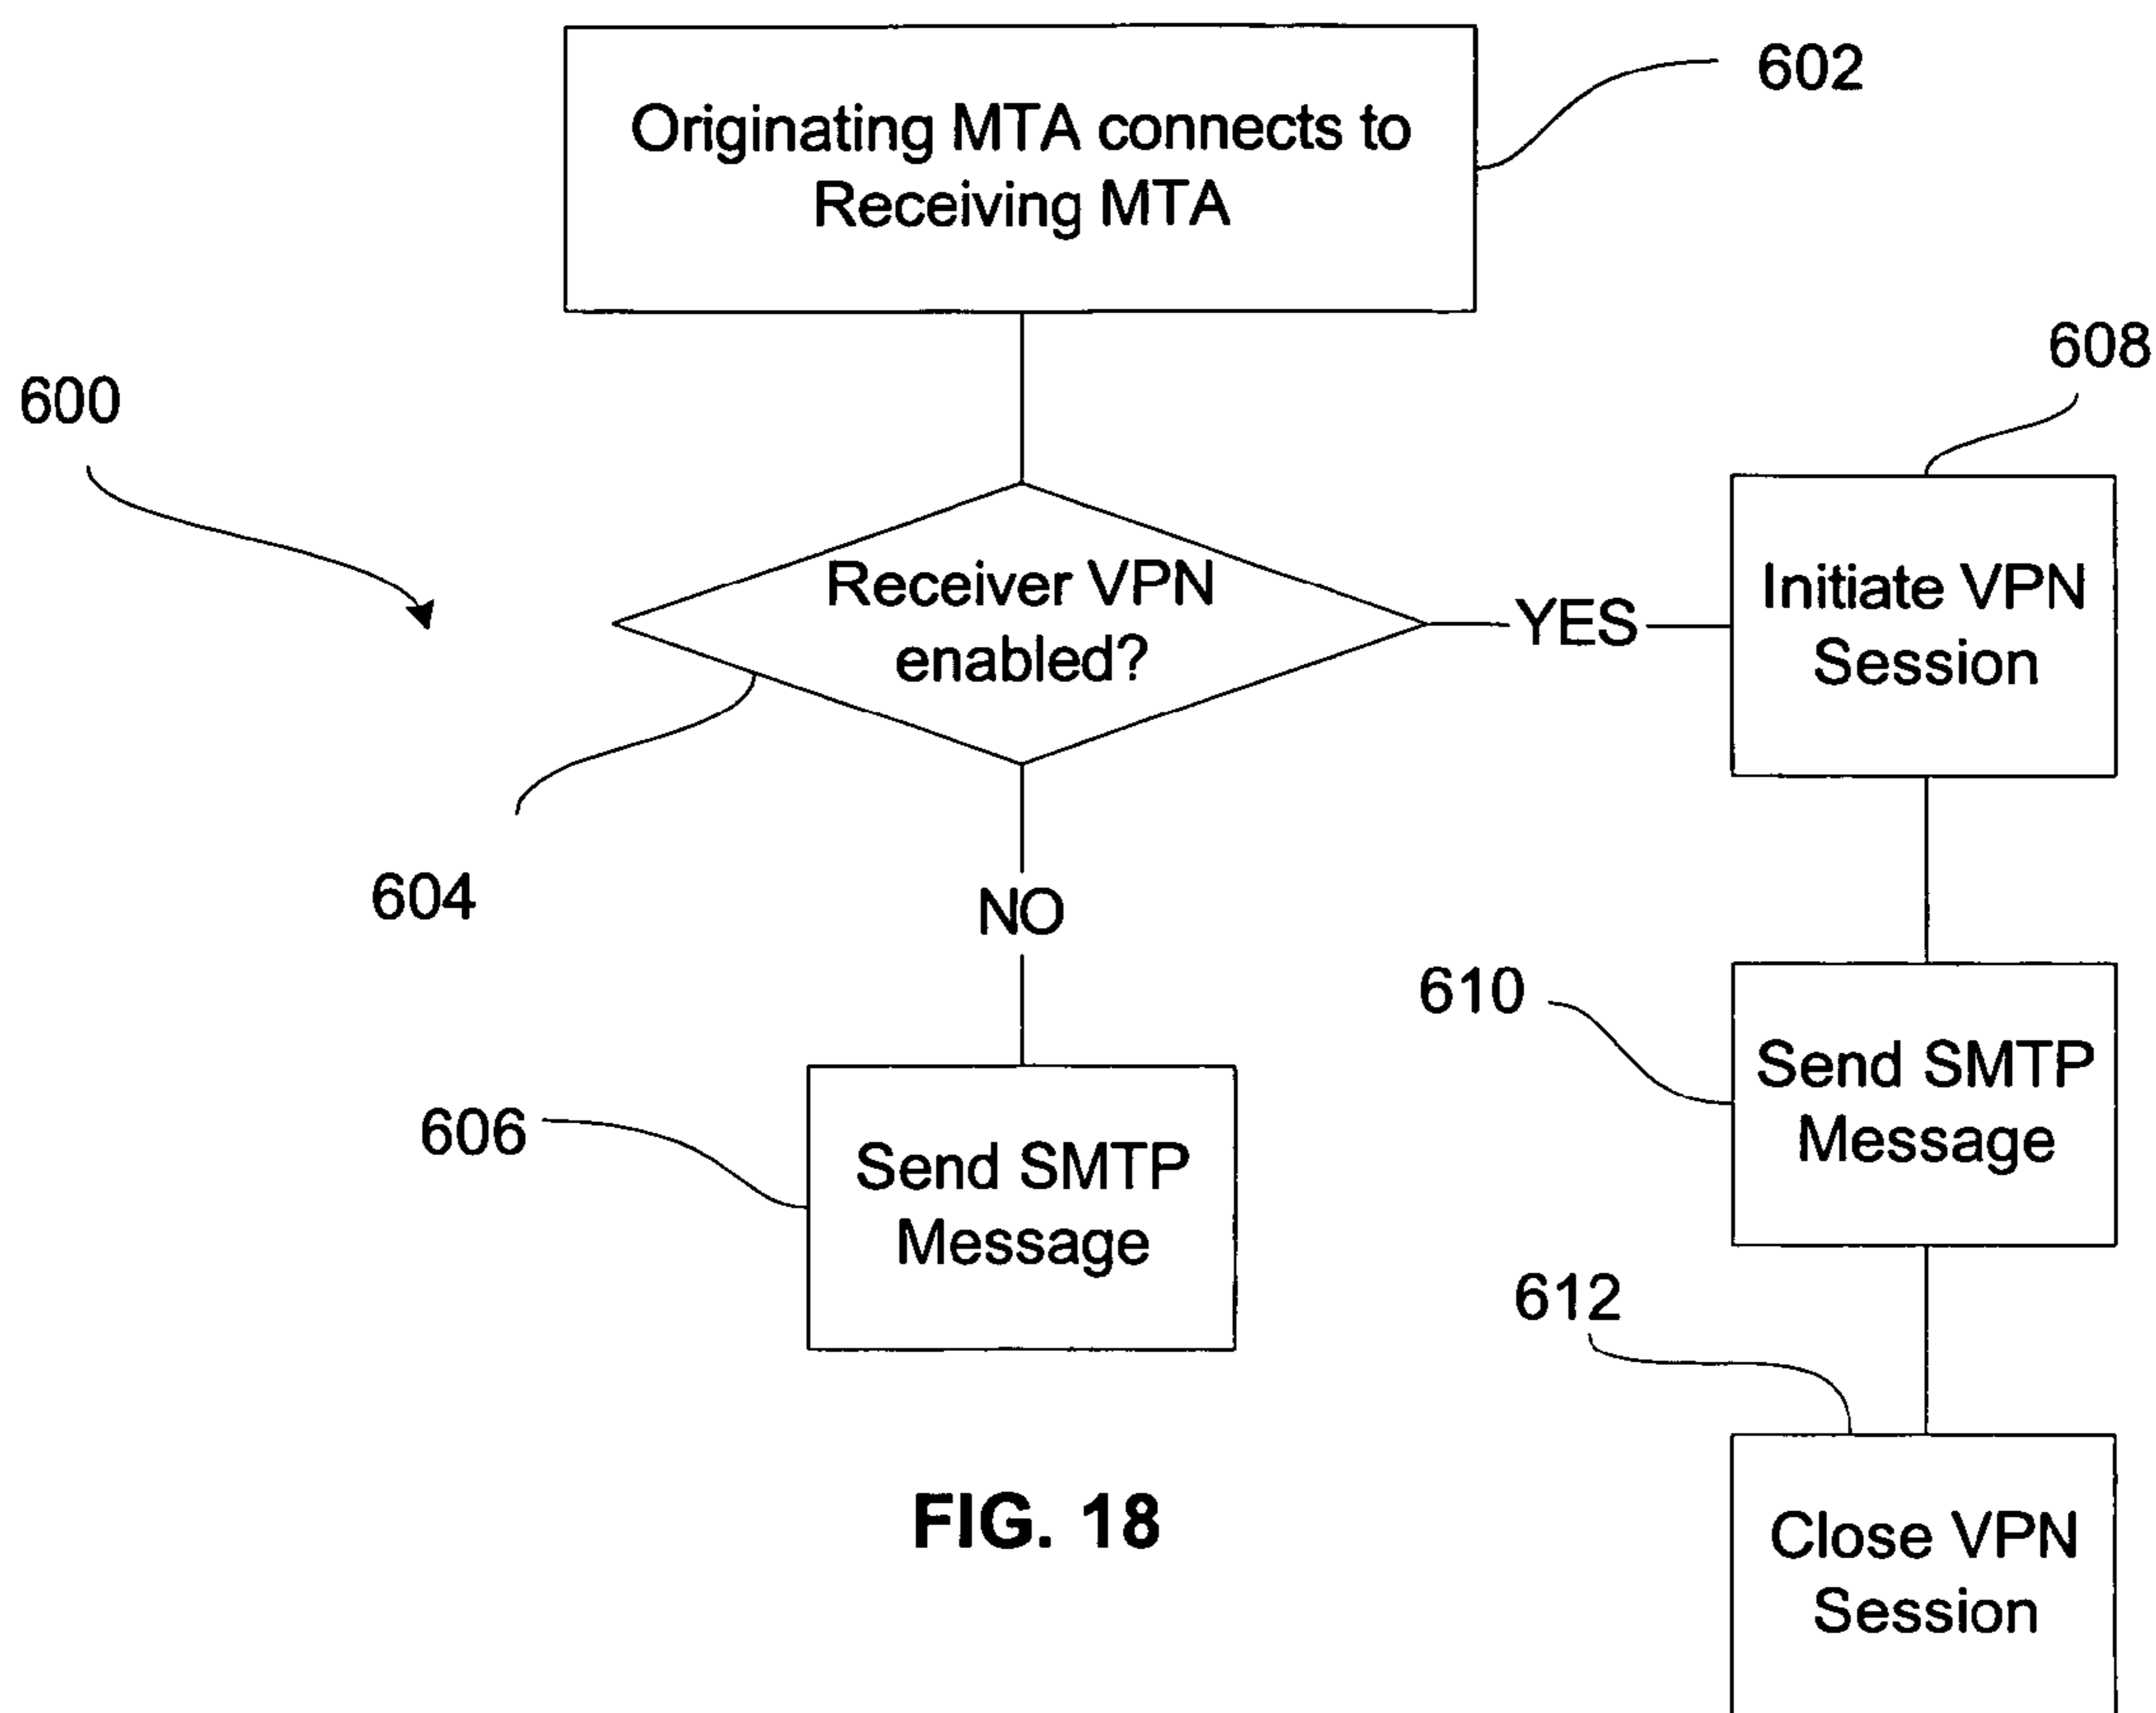 Originating MTA connects to
Receiving MTA
602
600
608
Receiver VPN
enabled?
YES
Initiate VPN
Session
604
NO
610
Send SMTP
Message
606
Send SMTP
Message
612
Close VPN
Session
FIG. 18